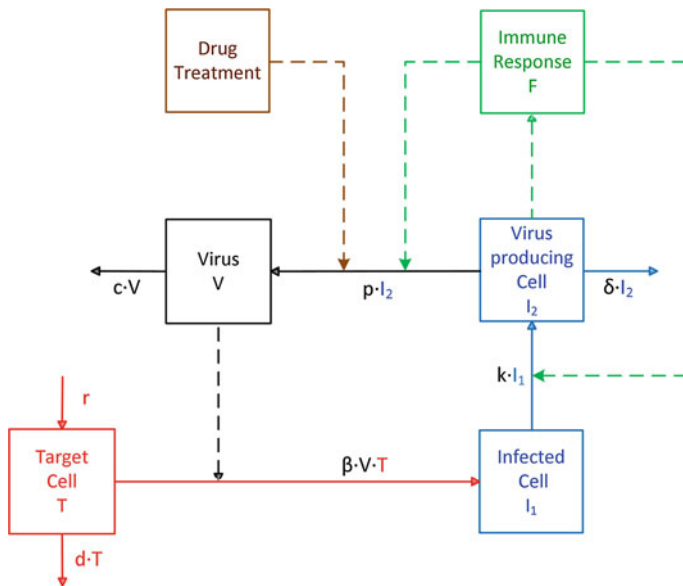 Drug
Treatment
Immune
Response
F
Virus
V
Virus
producing
Cell
I₂
c·V
p·I₂
δ·I₂
k·I₁
r
Target
Cell
T
β·V·T
Infected
Cell
I₁
d·T